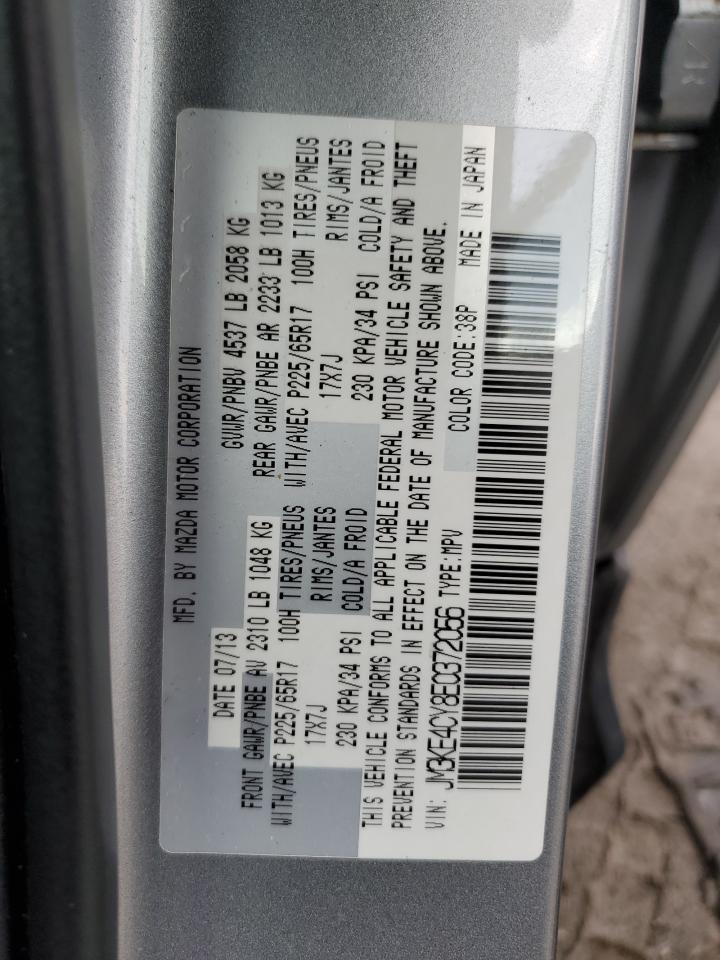 MFD. BY MAZDA MOTOR CORPORATION
DATE 07/13 GVWR/PNBV 4537 LB 2058 KG
FRONT GAWR/PNBE AV 2310 LB 1048 KG REAR GAWR/PNBE AR 2233 LB 1013 KG
WITH/AVEC P225/65R17 100H TIRES/PNEUS WITH/AVEC P225/65R17 100H TIRES/PNEUS
17X7J RIMS/JANTES 17X7J RIMS/JANTES
230 KPA/34 PSI COLD/A FROID 230 KPA/34 PSI COLD/A FROID
THIS VEHICLE CONFORMS TO ALL APPLICABLE FEDERAL MOTOR VEHICLE SAFETY AND THEFT
PREVENTION STANDARDS IN EFFECT ON THE DATE OF MANUFACTURE SHOWN ABOVE.
VIN: JM3KE4CY8E0372056 TYPE:MPV COLOR CODE:38P MADE IN JAPAN